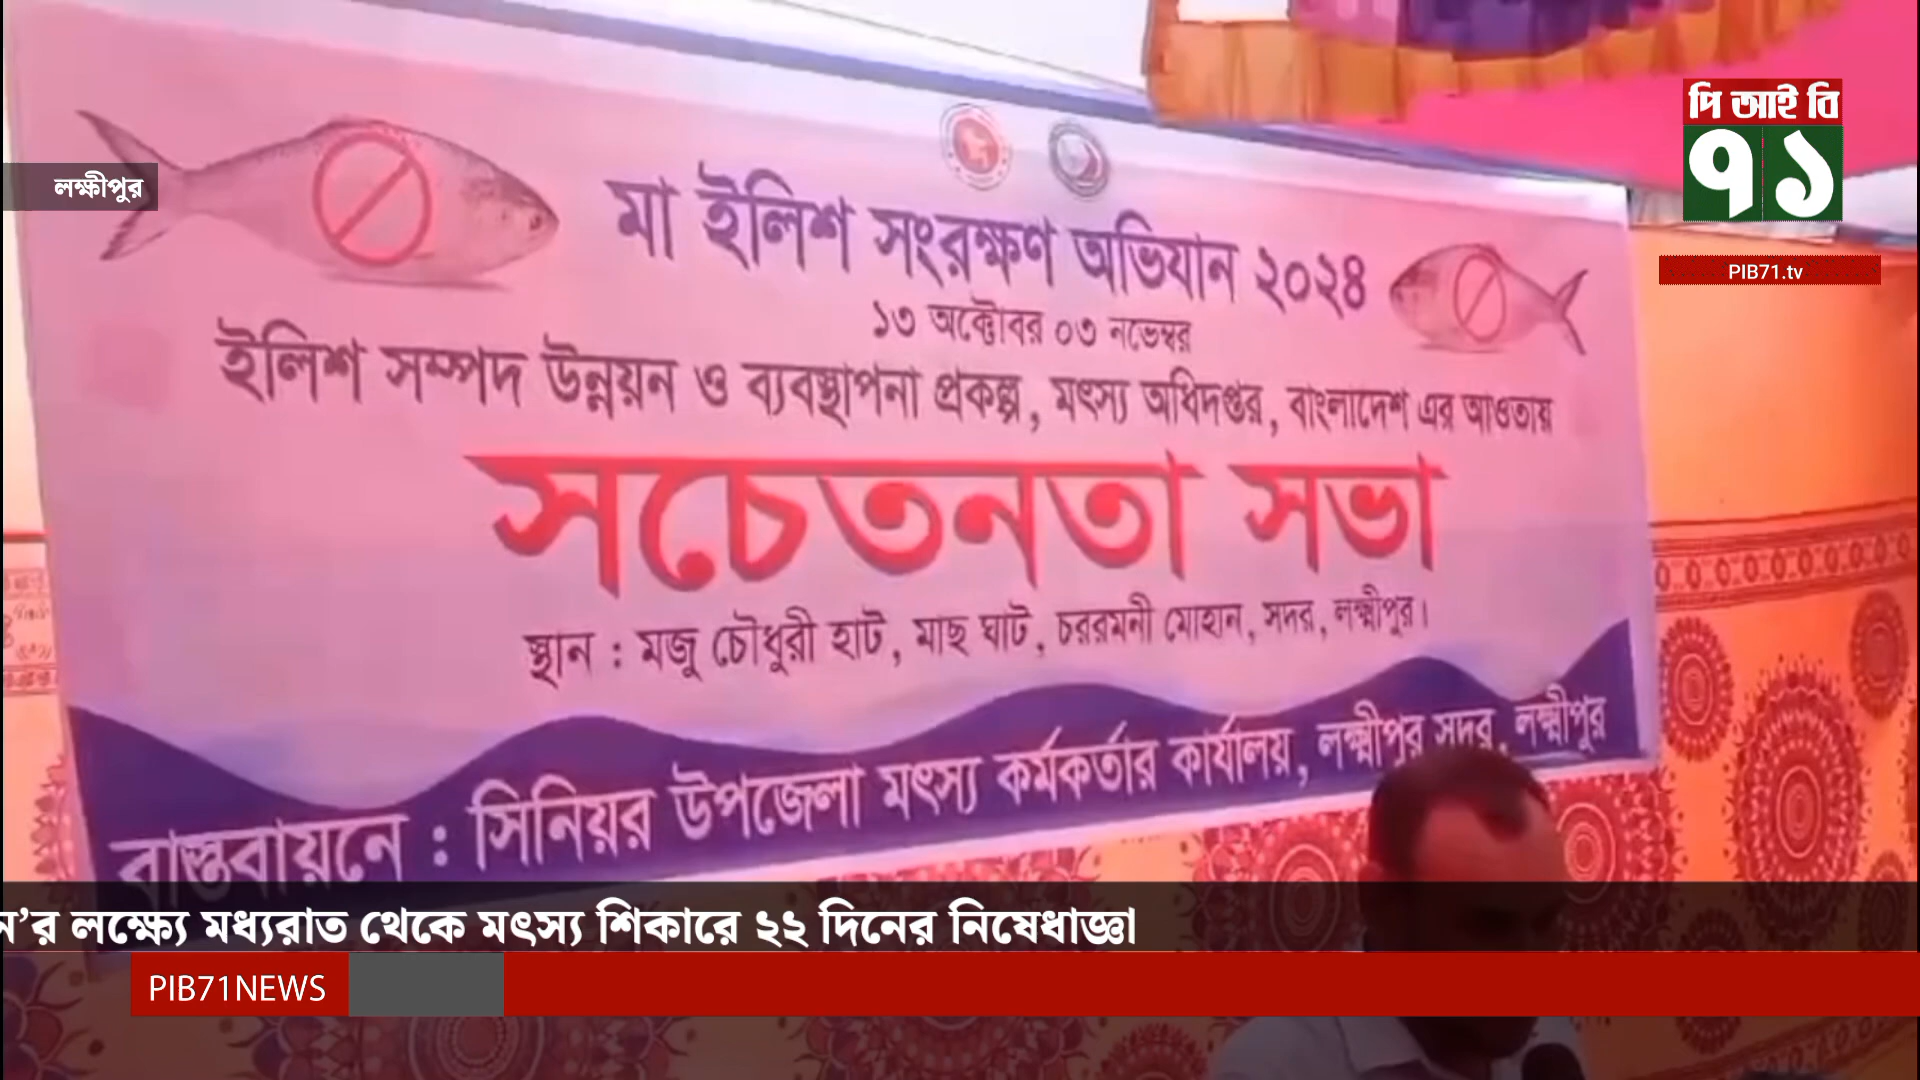 পি আই বি
৭১
PIB71.tv
লক্ষীপুর
মা ইলিশ সংরক্ষণ অভিযান ২০২৪
১৩ অক্টোবর ০৩ নভেম্বর
ইলিশ সম্পদ উন্নয়ন ও ব্যবস্থাপনা প্রকল্প, মৎস্য অধিদপ্তর, বাংলাদেশ এর আওতায়
সচেতনতা সভা
স্থান : মজু চৌধুরী হাট, মাছ ঘাট, চররমনী মোহান, সদর, লক্ষ্মীপুর।
বাস্তবায়নে : সিনিয়র উপজেলা মৎস্য কর্মকর্তার কার্যালয়, লক্ষ্মীপুর সদর, লক্ষ্মীপুর
ন’র লক্ষ্যে মধ্যরাত থেকে মৎস্য শিকারে ২২ দিনের নিষেধাজ্ঞা
PIB71NEWS